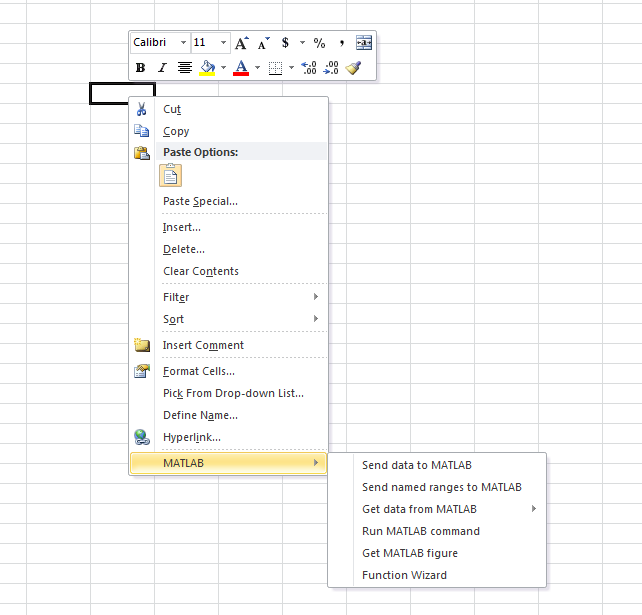 Calibri 11 A A $ % ,
B I A .00 .00
Cut
Copy
Paste Options:
Paste Special...
Insert...
Delete...
Clear Contents
Filter
Sort
Insert Comment
Format Cells...
Pick From Drop-down List...
Define Name...
Hyperlink...
MATLAB
Send data to MATLAB
Send named ranges to MATLAB
Get data from MATLAB
Run MATLAB command
Get MATLAB figure
Function Wizard